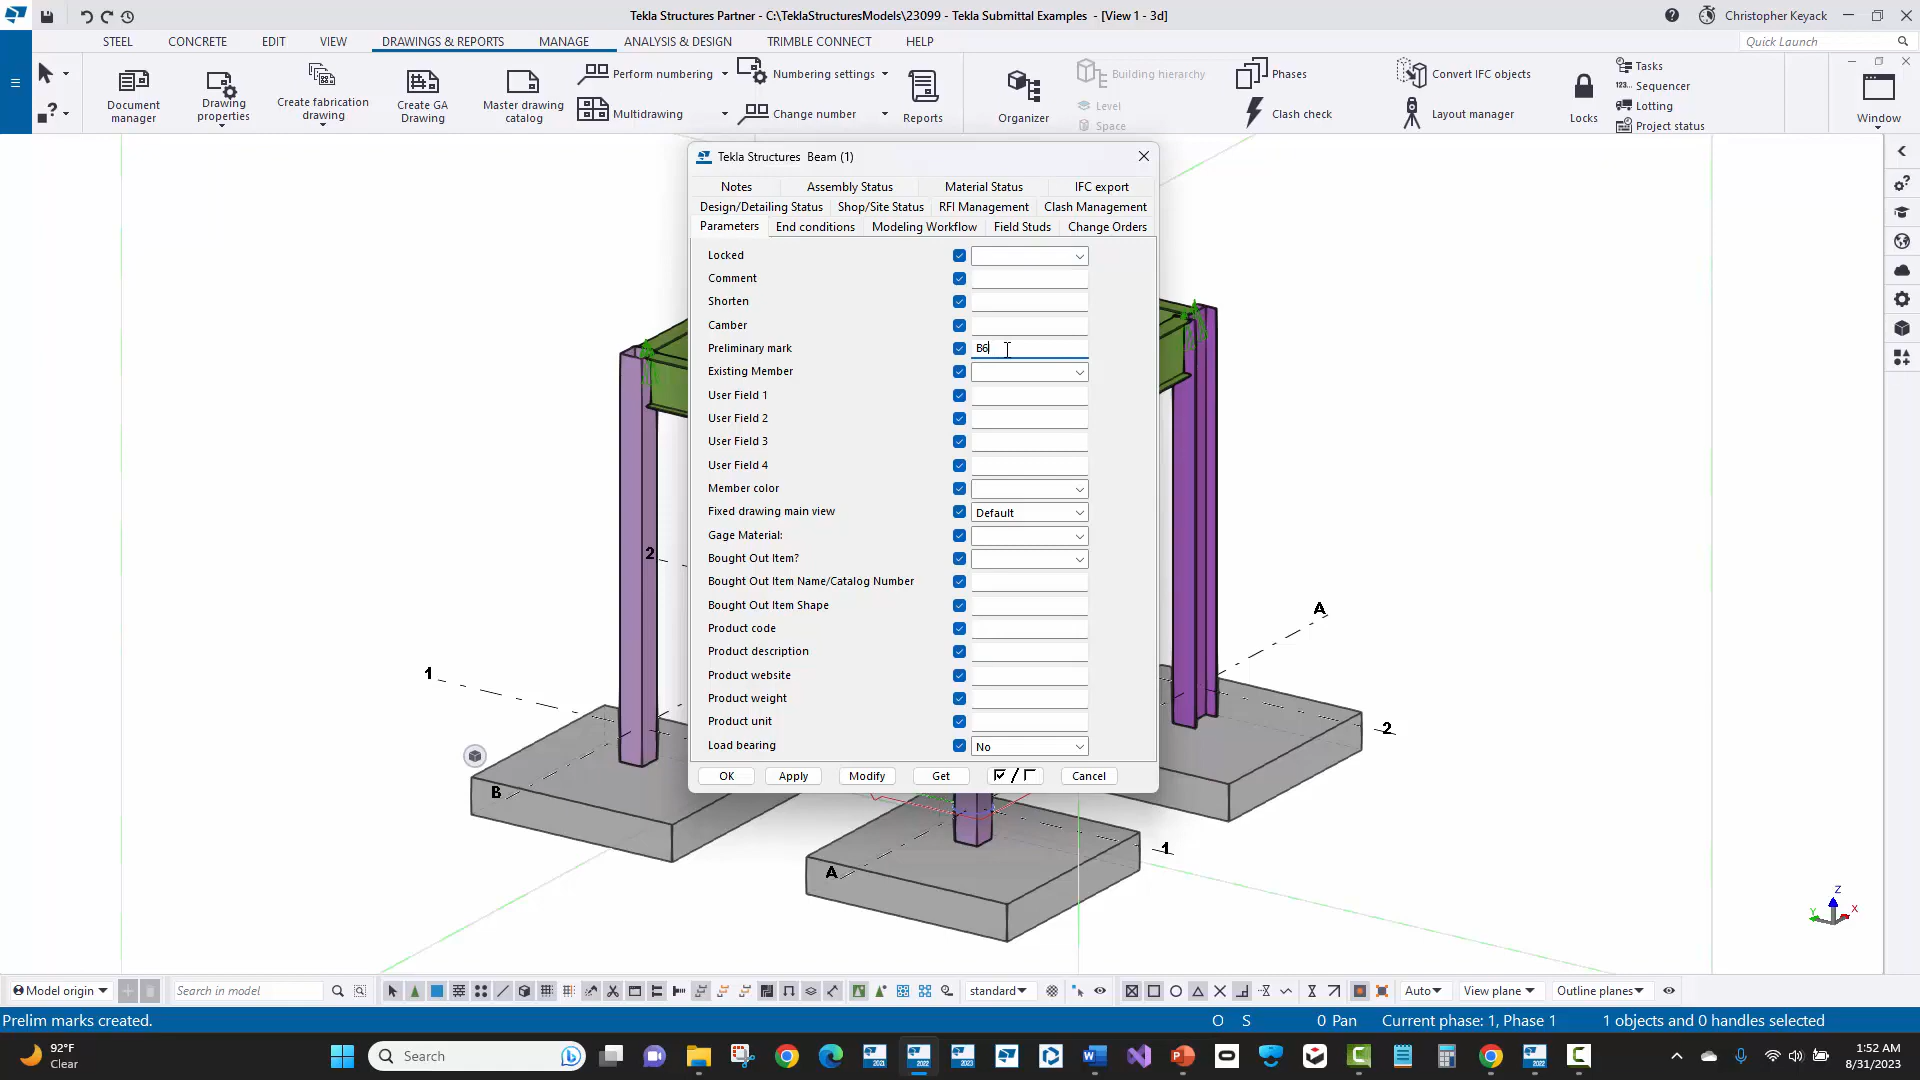 Tekla Structures Partner - C:\TeklaStructuresModels\23099 - Tekla Submittal Examples - [View 1 - 3d]
Christopher Keyack
STEEL
CONCRETE
EDIT
VIEW
DRAWINGS & REPORTS
MANAGE
ANALYSIS & DESIGN
TRIMBLE CONNECT
HELP
Quick Launch
Document manager
Drawing properties
Create fabrication drawing
Create GA Drawing
Master drawing catalog
Perform numbering
Multidrawing
Numbering settings
Change number
Reports
Organizer
Building hierarchy
Level
Space
Phases
Clash check
Convert IFC objects
Layout manager
Locks
Tasks
Sequencer
Lotting
Project status
Window
Tekla Structures Beam (1)
Notes
Assembly Status
Material Status
IFC export
Design/Detailing Status
Shop/Site Status
RFI Management
Clash Management
Parameters
End conditions
Modeling Workflow
Field Studs
Change Orders
Locked
Comment
Shorten
Camber
Preliminary mark B6
Existing Member
User Field 1
User Field 2
User Field 3
User Field 4
Member color
Fixed drawing main view Default
Gage Material:
Bought Out Item?
Bought Out Item Name/Catalog Number
Bought Out Item Shape
Product code
Product description
Product website
Product weight
Product unit
Load bearing No
OK
Apply
Modify
Get
/
Cancel
2
A
1
2
B
1
A
Z
Y
X
Model origin
Search in model
standard
Auto
View plane
Outline planes
Prelim marks created.
O S
0 Pan
Current phase: 1, Phase 1
1 objects and 0 handles selected
92°F
Clear
Search
2021
2022
2023
2022
1:52 AM
8/31/2023